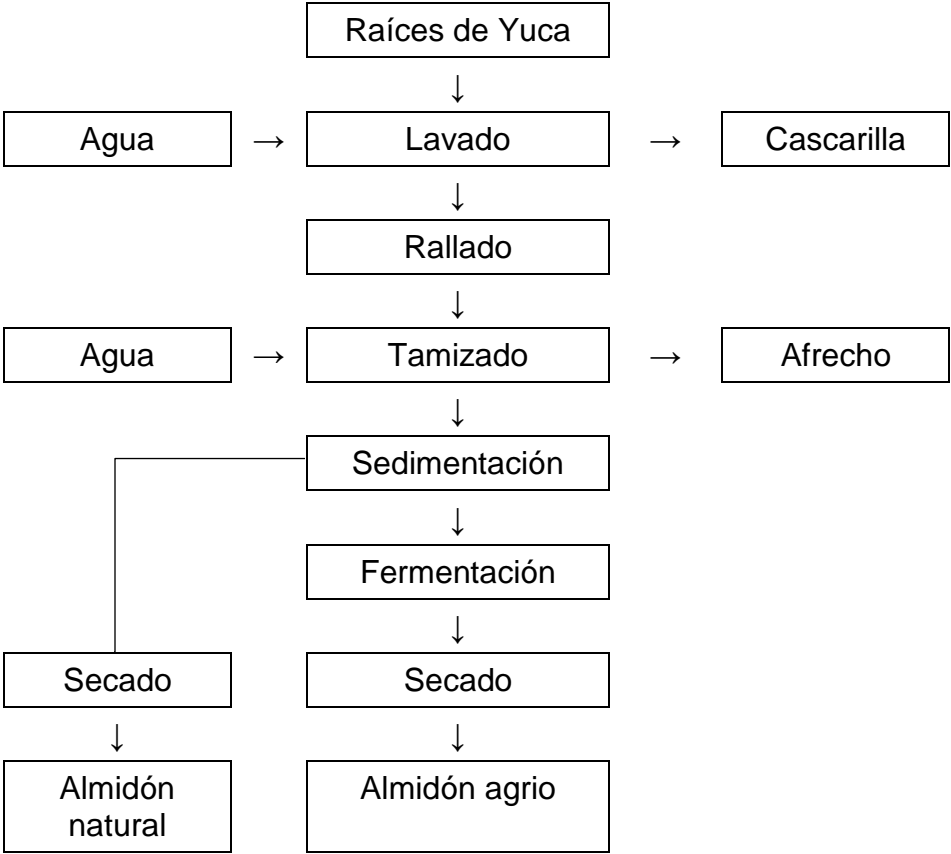 Raíces de Yuca
↓
Agua → Lavado → Cascarilla
↓
Rallado
↓
Agua → Tamizado → Afrecho
↓
Sedimentación
↓
Fermentación
↓
Secado Secado
↓ ↓
Almidón Almidón agrio
natural